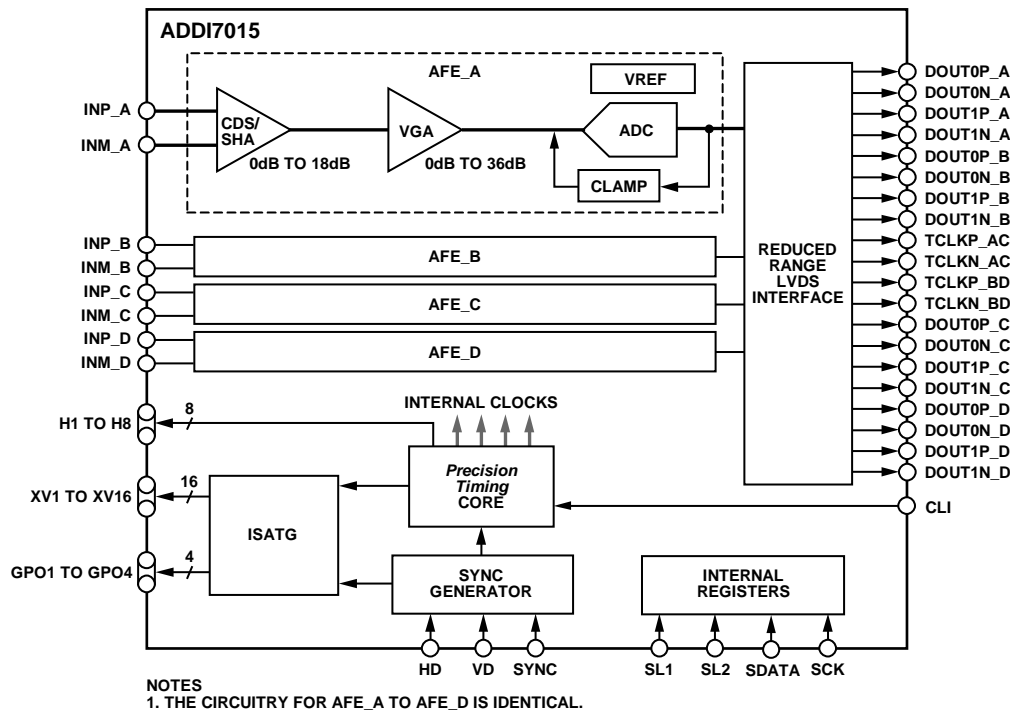 ADDI7015
AFE_A
VREF
INP_A
INM_A
CDS/
SHA
0dB TO 18dB
VGA
0dB TO 36dB
ADC
CLAMP
INP_B
INM_B
AFE_B
INP_C
INM_C
AFE_C
INP_D
INM_D
AFE_D
REDUCED
RANGE
LVDS
INTERFACE
DOUT0P_A
DOUT0N_A
DOUT1P_A
DOUT1N_A
DOUT0P_B
DOUT0N_B
DOUT1P_B
DOUT1N_B
TCLKP_AC
TCLKN_AC
TCLKP_BD
TCLKN_BD
DOUT0P_C
DOUT0N_C
DOUT1P_C
DOUT1N_C
DOUT0P_D
DOUT0N_D
DOUT1P_D
DOUT1N_D
CLI
INTERNAL CLOCKS
H1 TO H8
8
Precision
Timing
CORE
XV1 TO XV16
16
ISATG
GPO1 TO GPO4
4
SYNC
GENERATOR
INTERNAL
REGISTERS
HD
VD
SYNC
SL1
SL2
SDATA
SCK
NOTES
1. THE CIRCUITRY FOR AFE_A TO AFE_D IS IDENTICAL.